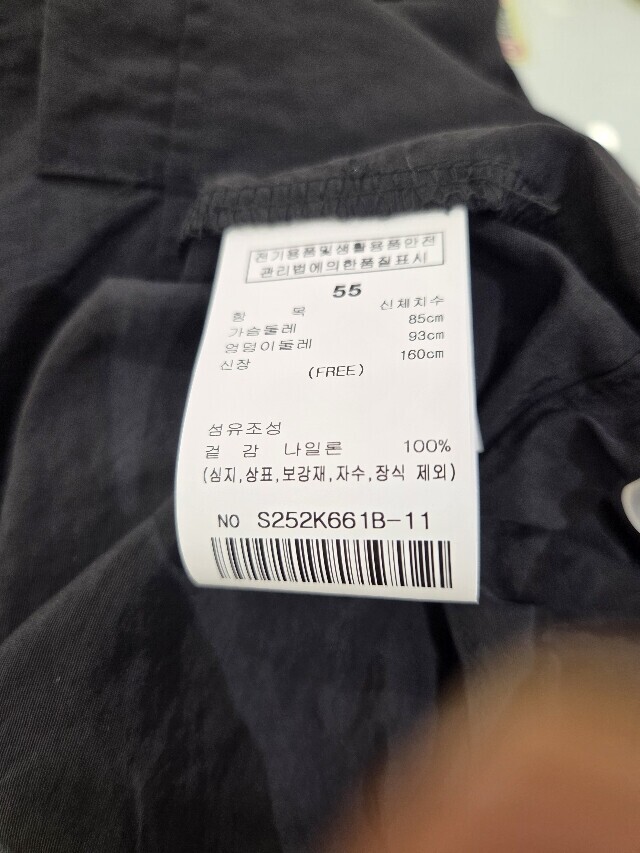 전기용품및생활용품안전
관리법에의한품질표시
55
항 목 신체치수
가슴둘레 85cm
엉덩이둘레 93cm
신장 160cm
(FREE)
섬유조성
겉 감 나일론 100%
(심지,상표,보강재,자수,장식 제외)
NO S252K661B-11